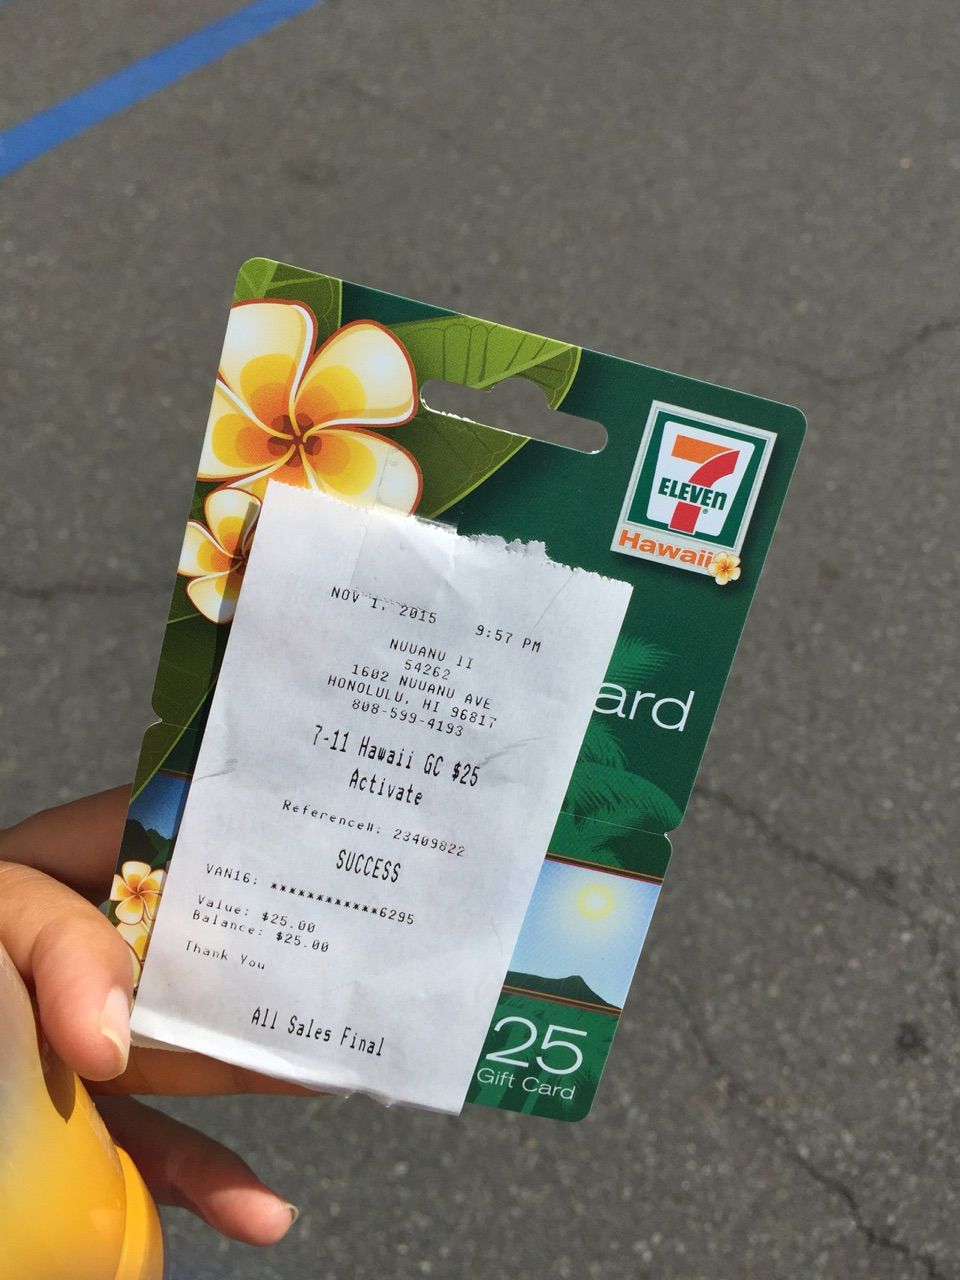 7
ELEVEN
®
Hawaii
ard
NOV 1, 2015 9:57 PM
NUUANU II
54262
1602 NUUANU AVE
HONOLULU, HI 96817
808-599-4193
7-11 Hawaii GC $25
Activate
Reference#: 23409822
SUCCESS
VAN16: ************6295
Value: $25.00
Balance: $25.00
Thank You
All Sales Final
25
Gift Card